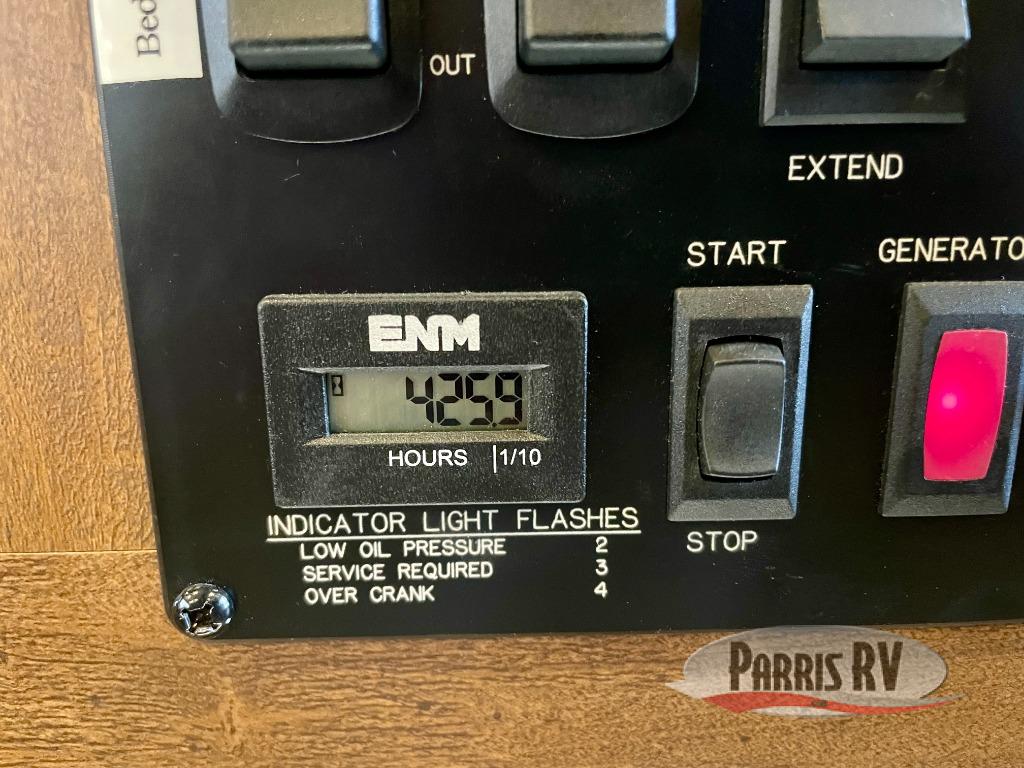 Bed
OUT
EXTEND
START
GENERATO
ENM
425.9
HOURS |1/10
INDICATOR LIGHT FLASHES
LOW OIL PRESSURE 2
SERVICE REQUIRED 3
OVER CRANK 4
STOP
PARRIS RV